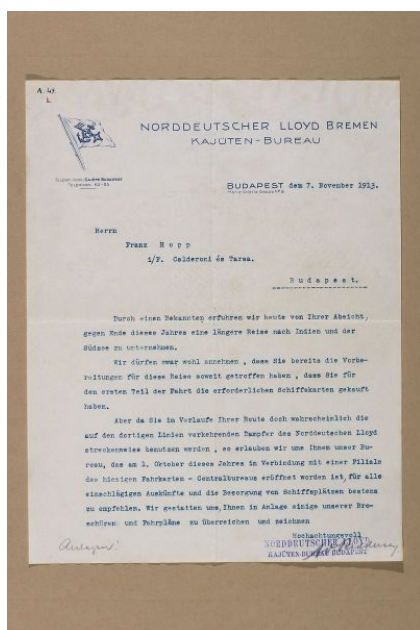 A. 47
1.
NORDDEUTSCHER LLOYD BREMEN
KAJÜTEN-BUREAU
BUDAPEST den 7. November 1913.
Herrn
Franz Hopp
i/F. Calderoni és Tarsa.
Budapest.
Durch einen Bekannten erfuhren wir heute von Ihrer Absicht,
gegen Ende dieses Jahres eine längere Reise nach Indien und der
Südsee zu unternehmen.
Wir dürfen zwar wohl annehmen , dass Sie bereits die Vorbe-
reitungen für diese Reise soweit getroffen haben , dass Sie für
den ersten Teil der Fahrt die erforderlichen Schiffskarten gekauft
haben.
Aber da Sie im Verlaufe Ihrer Route doch wahrscheinlich die
auf den dortigen Linien verkehrenden Dampfer des Norddeutschen Lloyd
streckenweise benutzen werden , so erlauben wir uns Ihnen unser Bu-
reau, das am 1. Oktober dieses Jahres in Verbindung mit einer Filiale
des hiesigen Fahrkarten - Centralbureaus eröffnet worden ist, für alle
einschlägigen Auskünfte und die Besorgung von Schiffsplätzen bestens
zu empfehlen. Wir gestatten uns, Ihnen in Anlage einige unserer Bro-
schüren und Fahrpläne zu überreichen und zeichnen
Hochachtungsvoll
NORDDEUTSCHER LLOYD
KAJÜTEN-BUREAU BUDAPEST
Anlagen!